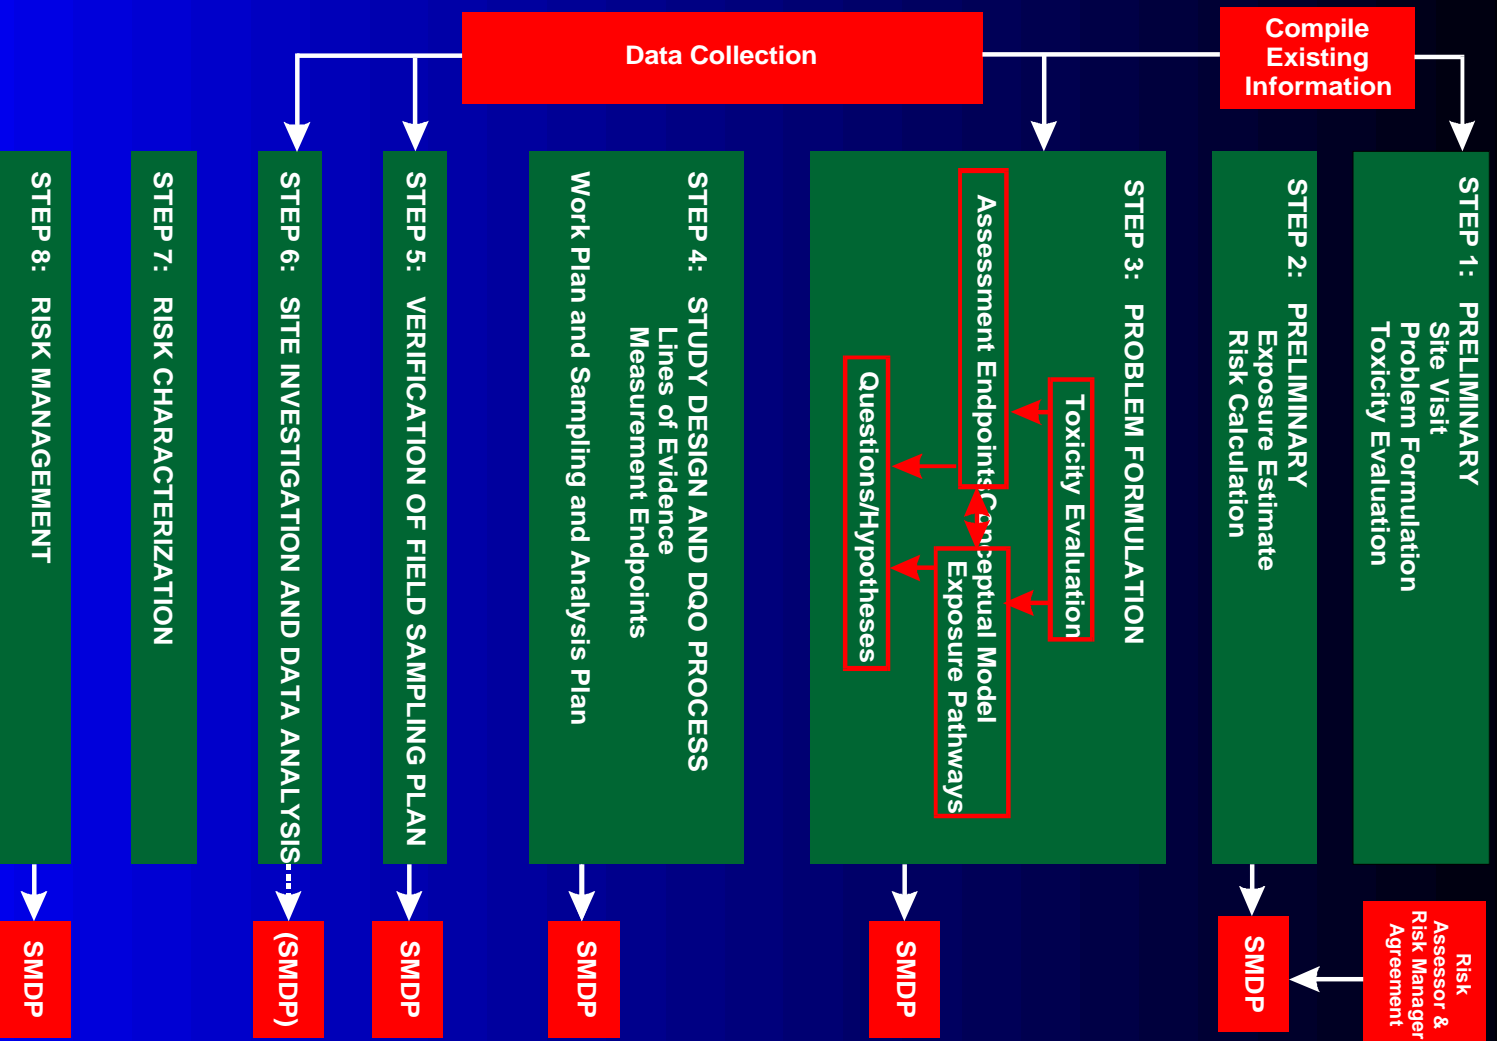 Compile
Existing
Information
Data Collection
STEP 1: PRELIMINARY
Site Visit
Problem Formulation
Toxicity Evaluation
Risk
Assessor &
Risk Manager
Agreement
STEP 2: PRELIMINARY
Exposure Estimate
Risk Calculation
SMDP
STEP 3: PROBLEM FORMULATION
Toxicity Evaluation
Assessment Endpoints
Conceptual Model
Exposure Pathways
Questions/Hypotheses
SMDP
STEP 4: STUDY DESIGN AND DQO PROCESS
Lines of Evidence
Measurement Endpoints
Work Plan and Sampling and Analysis Plan
SMDP
STEP 5: VERIFICATION OF FIELD SAMPLING PLAN
SMDP
STEP 6: SITE INVESTIGATION AND DATA ANALYSIS
(SMDP)
STEP 7: RISK CHARACTERIZATION
STEP 8: RISK MANAGEMENT
SMDP